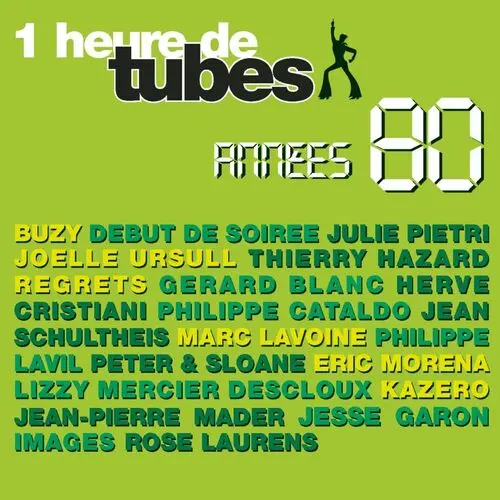 1 heure de
tubes
ANNEES 80
BUZY DEBUT DE SOIREE JULIE PIETRI
JOELLE URSULL THIERRY HAZARD
REGRETS GERARD BLANC HERVE
CRISTIANI PHILIPPE CATALDO JEAN
SCHULTHEIS MARC LAVOINE PHILIPPE
LAVIL PETER & SLOANE ERIC MORENA
LIZZY MERCIER DESCLOUX KAZERO
JEAN-PIERRE MADER JESSE GARON
IMAGES ROSE LAURENS